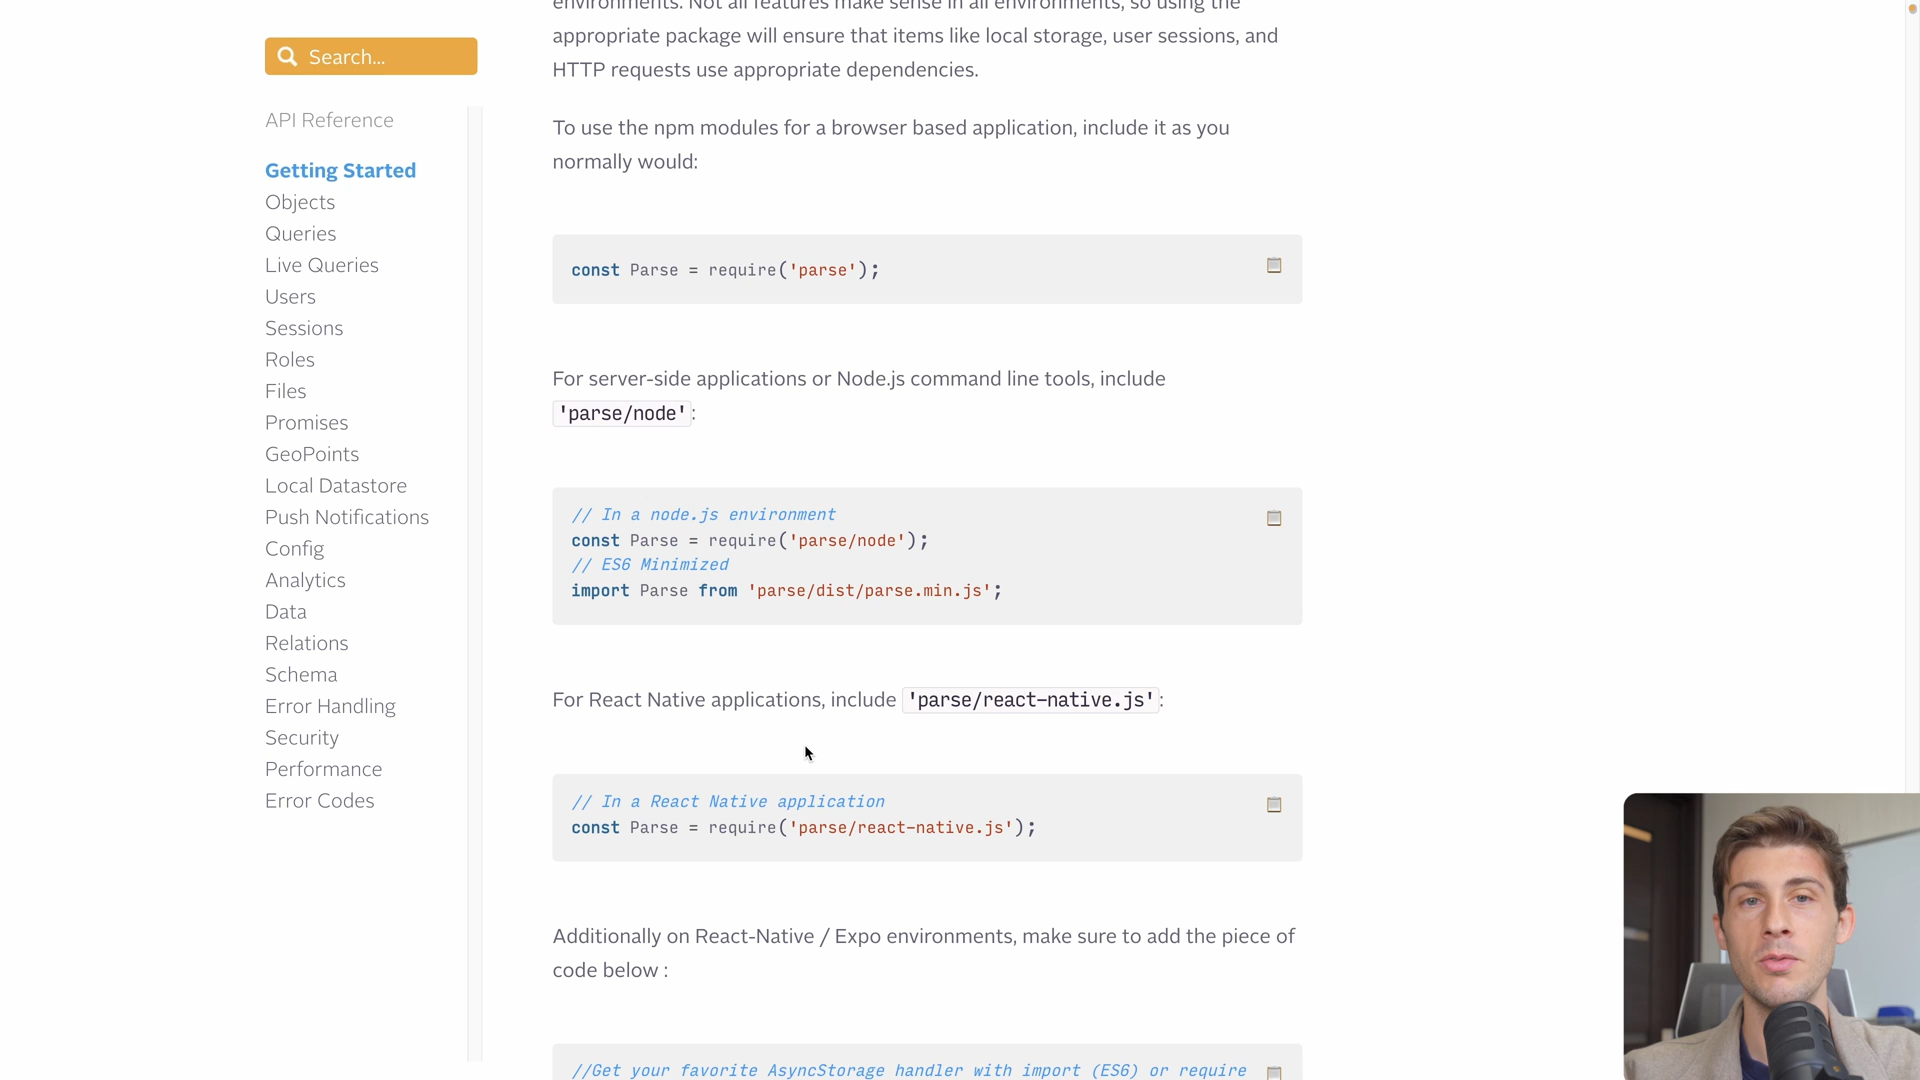 Search...
API Reference
Getting Started
Objects
Queries
Live Queries
Users
Sessions
Roles
Files
Promises
GeoPoints
Local Datastore
Push Notifications
Config
Analytics
Data
Relations
Schema
Error Handling
Security
Performance
Error Codes
environments. Not all features make sense in all environments, so using the
appropriate package will ensure that items like local storage, user sessions, and
HTTP requests use appropriate dependencies.
To use the npm modules for a browser based application, include it as you
normally would:
const Parse = require('parse');
For server-side applications or Node.js command line tools, include
'parse/node':
// In a node.js environment
const Parse = require('parse/node');
// ES6 Minimized
import Parse from 'parse/dist/parse.min.js';
For React Native applications, include 'parse/react-native.js':
// In a React Native application
const Parse = require('parse/react-native.js');
Additionally on React-Native / Expo environments, make sure to add the piece of
code below :
//Get your favorite AsyncStorage handler with import (ES6) or require